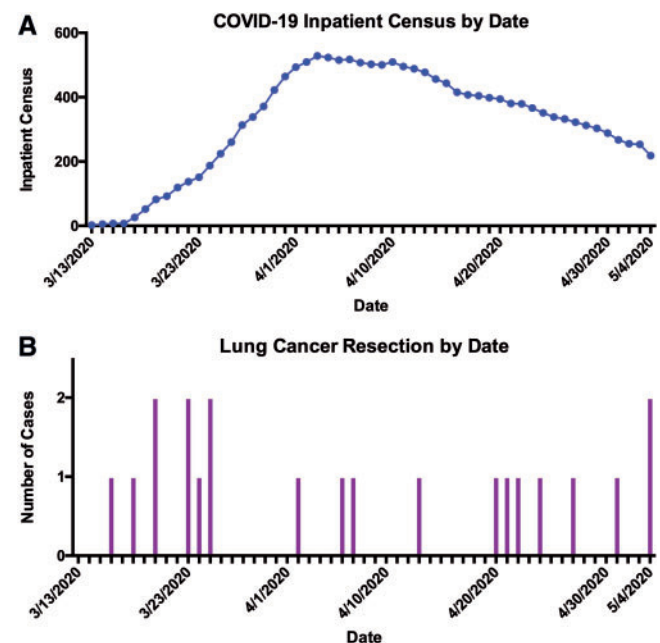 A
COVID-19 Inpatient Census by Date
Inpatient Census
600
400
200
0
3/13/2020
3/23/2020
4/1/2020
4/10/2020
4/20/2020
4/30/2020
5/4/2020
Date
B
Lung Cancer Resection by Date
Number of Cases
2
1
0
3/13/2020
3/23/2020
4/1/2020
4/10/2020
4/20/2020
4/30/2020
5/4/2020
Date